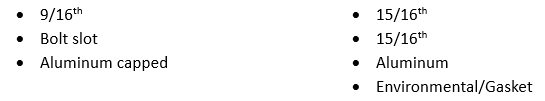 • 9/16th
• Bolt slot
• Aluminum capped
• 15/16th
• 15/16th
• Aluminum
• Environmental/Gasket